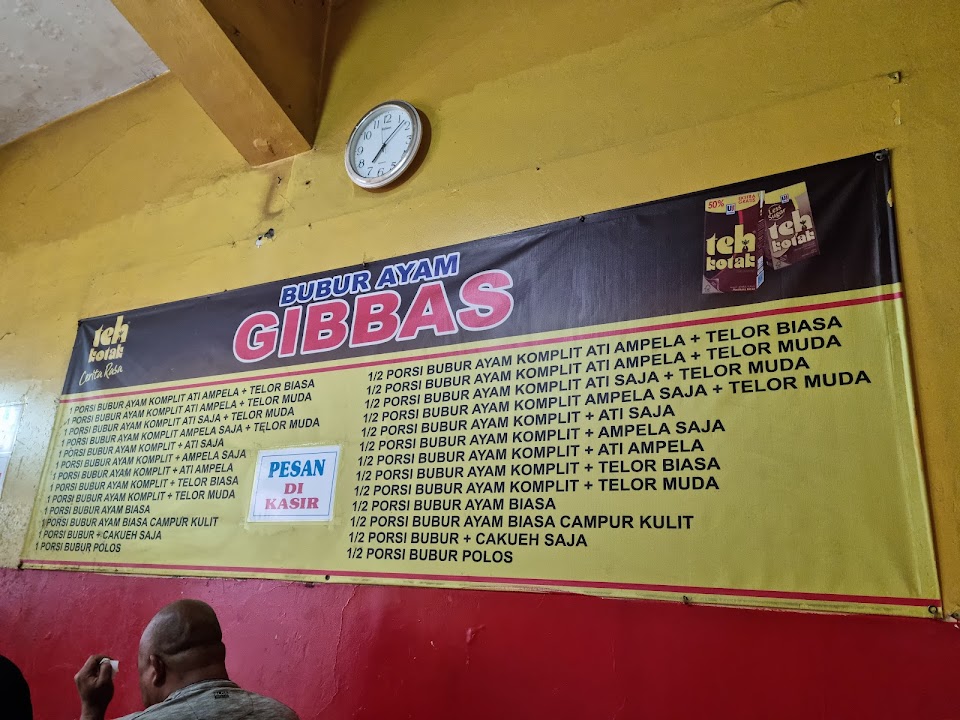 BUBUR AYAM
GIBBAS
teh
kotak
Cerita Rasa
50%
EKSTRA
GRATIS
UJ
teh
kotak
Less
Sugar
teh
kotak
1 PORSI BUBUR AYAM KOMPLIT ATI AMPELA + TELOR BIASA
1 PORSI BUBUR AYAM KOMPLIT ATI AMPELA + TELOR MUDA
1 PORSI BUBUR AYAM KOMPLIT ATI SAJA + TELOR MUDA
1 PORSI BUBUR AYAM KOMPLIT AMPELA SAJA + TELOR MUDA
1 PORSI BUBUR AYAM KOMPLIT + ATI SAJA
1 PORSI BUBUR AYAM KOMPLIT + AMPELA SAJA
1 PORSI BUBUR AYAM KOMPLIT + ATI AMPELA
1 PORSI BUBUR AYAM KOMPLIT + TELOR BIASA
1 PORSI BUBUR AYAM KOMPLIT + TELOR MUDA
1 PORSI BUBUR AYAM BIASA
1 PORSI BUBUR AYAM BIASA CAMPUR KULIT
1 PORSI BUBUR + CAKUEH SAJA
1 PORSI BUBUR POLOS
PESAN
DI
KASIR
1/2 PORSI BUBUR AYAM KOMPLIT ATI AMPELA + TELOR BIASA
1/2 PORSI BUBUR AYAM KOMPLIT ATI AMPELA + TELOR MUDA
1/2 PORSI BUBUR AYAM KOMPLIT ATI SAJA + TELOR MUDA
1/2 PORSI BUBUR AYAM KOMPLIT AMPELA SAJA + TELOR MUDA
1/2 PORSI BUBUR AYAM KOMPLIT + ATI SAJA
1/2 PORSI BUBUR AYAM KOMPLIT + AMPELA SAJA
1/2 PORSI BUBUR AYAM KOMPLIT + ATI AMPELA
1/2 PORSI BUBUR AYAM KOMPLIT + TELOR BIASA
1/2 PORSI BUBUR AYAM KOMPLIT + TELOR MUDA
1/2 PORSI BUBUR AYAM BIASA
1/2 PORSI BUBUR AYAM BIASA CAMPUR KULIT
1/2 PORSI BUBUR + CAKUEH SAJA
1/2 PORSI BUBUR POLOS